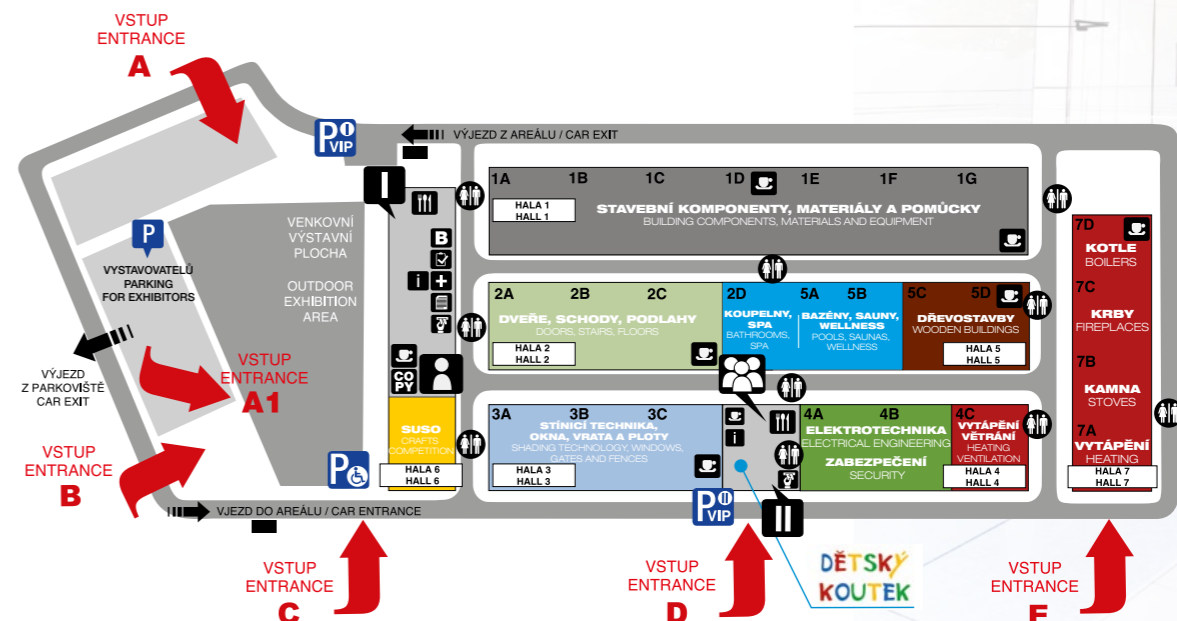 VSTUP
ENTRANCE
A
P VIP
VÝJEZD Z AREÁLU / CAR EXIT
I
1A 1B 1C 1D 1E 1F 1G
HALA 1
HALL 1
STAVEBNÍ KOMPONENTY, MATERIÁLY A POMŮCKY
BUILDING COMPONENTS, MATERIALS AND EQUIPMENT
VENKOVNÍ
VÝSTAVNÍ
PLOCHA
OUTDOOR
EXHIBITION
AREA
P
VYSTAVOVATELŮ
PARKING
FOR EXHIBITORS
B
i
COPY
2A 2B 2C 2D 5A 5B 5C 5D
DVEŘE, SCHODY, PODLAHY
DOORS, STAIRS, FLOORS
HALA 2
HALL 2
KOUPELNY,
SPA
BATHROOMS,
SPA
BAZÉNY, SAUNY,
WELLNESS
POOLS, SAUNAS,
WELLNESS
DŘEVOSTAVBY
WOODEN BUILDINGS
HALA 5
HALL 5
7D
KOTLE
BOILERS
7C
KRBY
FIREPLACES
7B
KAMNA
STOVES
7A
VYTÁPĚNÍ
HEATING
HALA 7
HALL 7
VÝJEZD
Z PARKOVIŠTĚ
CAR EXIT
VSTUP
ENTRANCE
A1
VSTUP
ENTRANCE
B
SUSO
CRAFTS
COMPETITION
HALA 6
HALL 6
P
3A 3B 3C
STÍNICÍ TECHNIKA,
OKNA, VRATA A PLOTY
SHADING TECHNOLOGY, WINDOWS,
GATES AND FENCES
HALA 3
HALL 3
i
4A 4B 4C
ELEKTROTECHNIKA
ELECTRICAL ENGINEERING
ZABEZPEČENÍ
SECURITY
VYTÁPĚNÍ
VĚTRÁNÍ
HEATING
VENTILATION
HALA 4
HALL 4
P VIP
II
VJEZD DO AREÁLU / CAR ENTRANCE
VSTUP
ENTRANCE
C
VSTUP
ENTRANCE
D
DĚTSKÝ
KOUTEK
VSTUP
ENTRANCE